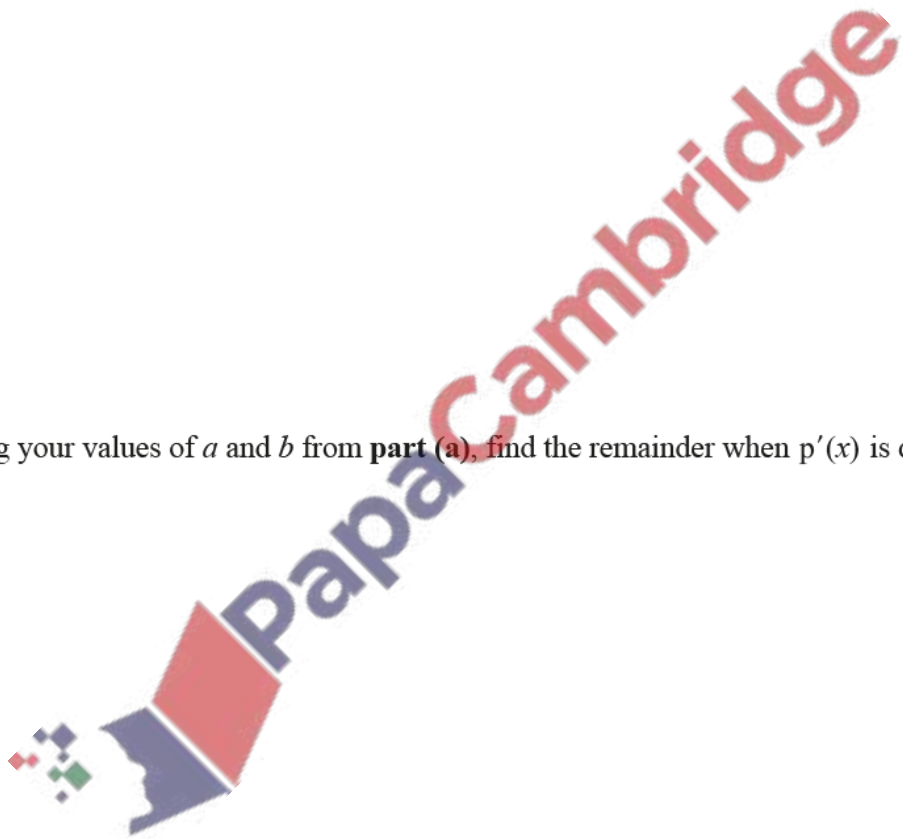 PapaCambridge
g your values of a and b from part (a), find the remainder when p′(x) is